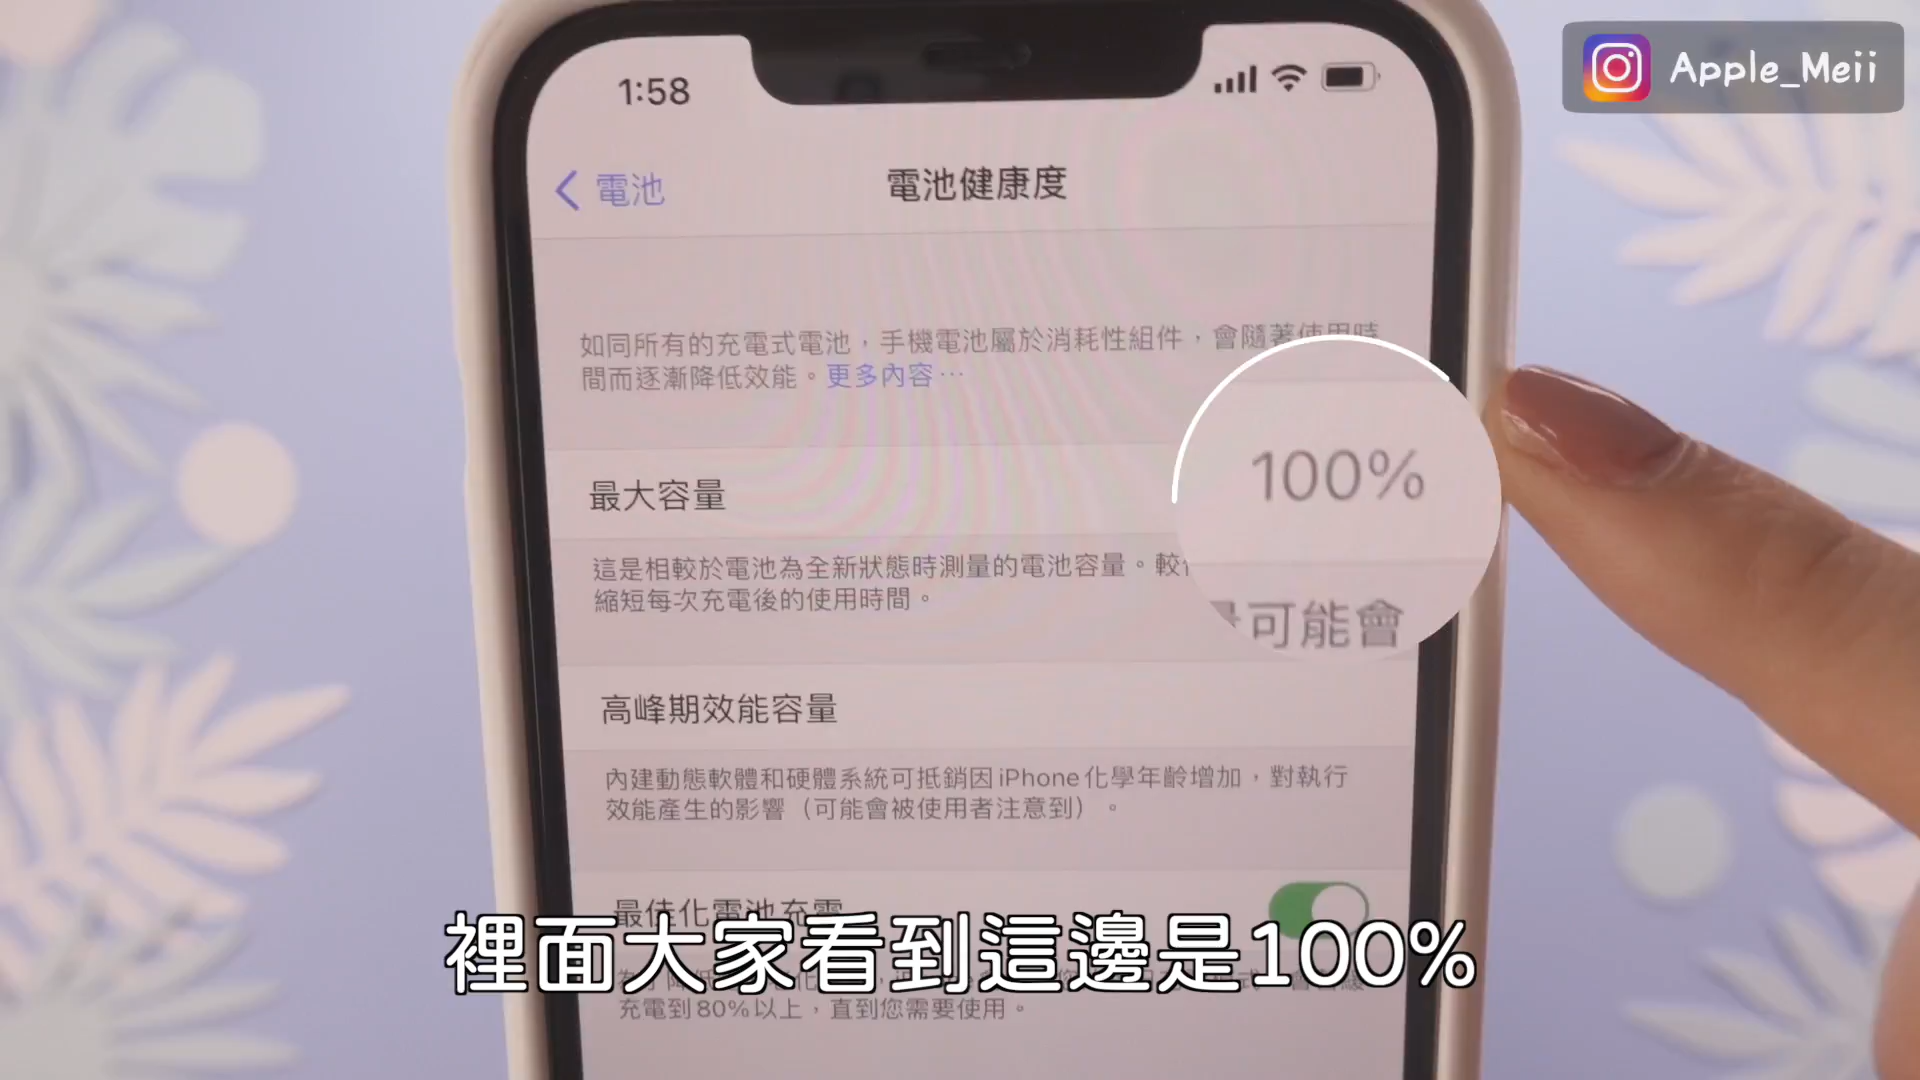 Apple_Meii
1:58
電池
電池健康度
如同所有的充電式電池,手機電池屬於消耗性組件,會隨著使用時
間而逐漸降低效能。更多內容…
最大容量
100%
這是相較於電池為全新狀態時測量的電池容量。較
可能會
縮短每次充電後的使用時間。
高峰期效能容量
內建動態軟體和硬體系統可抵銷因iPhone化學年齡增加,對執行
效能產生的影響(可能會被使用者注意到)。
最佳化電池充電
裡面大家看到這邊是100%
充電到80%以上,直到您需要使用。